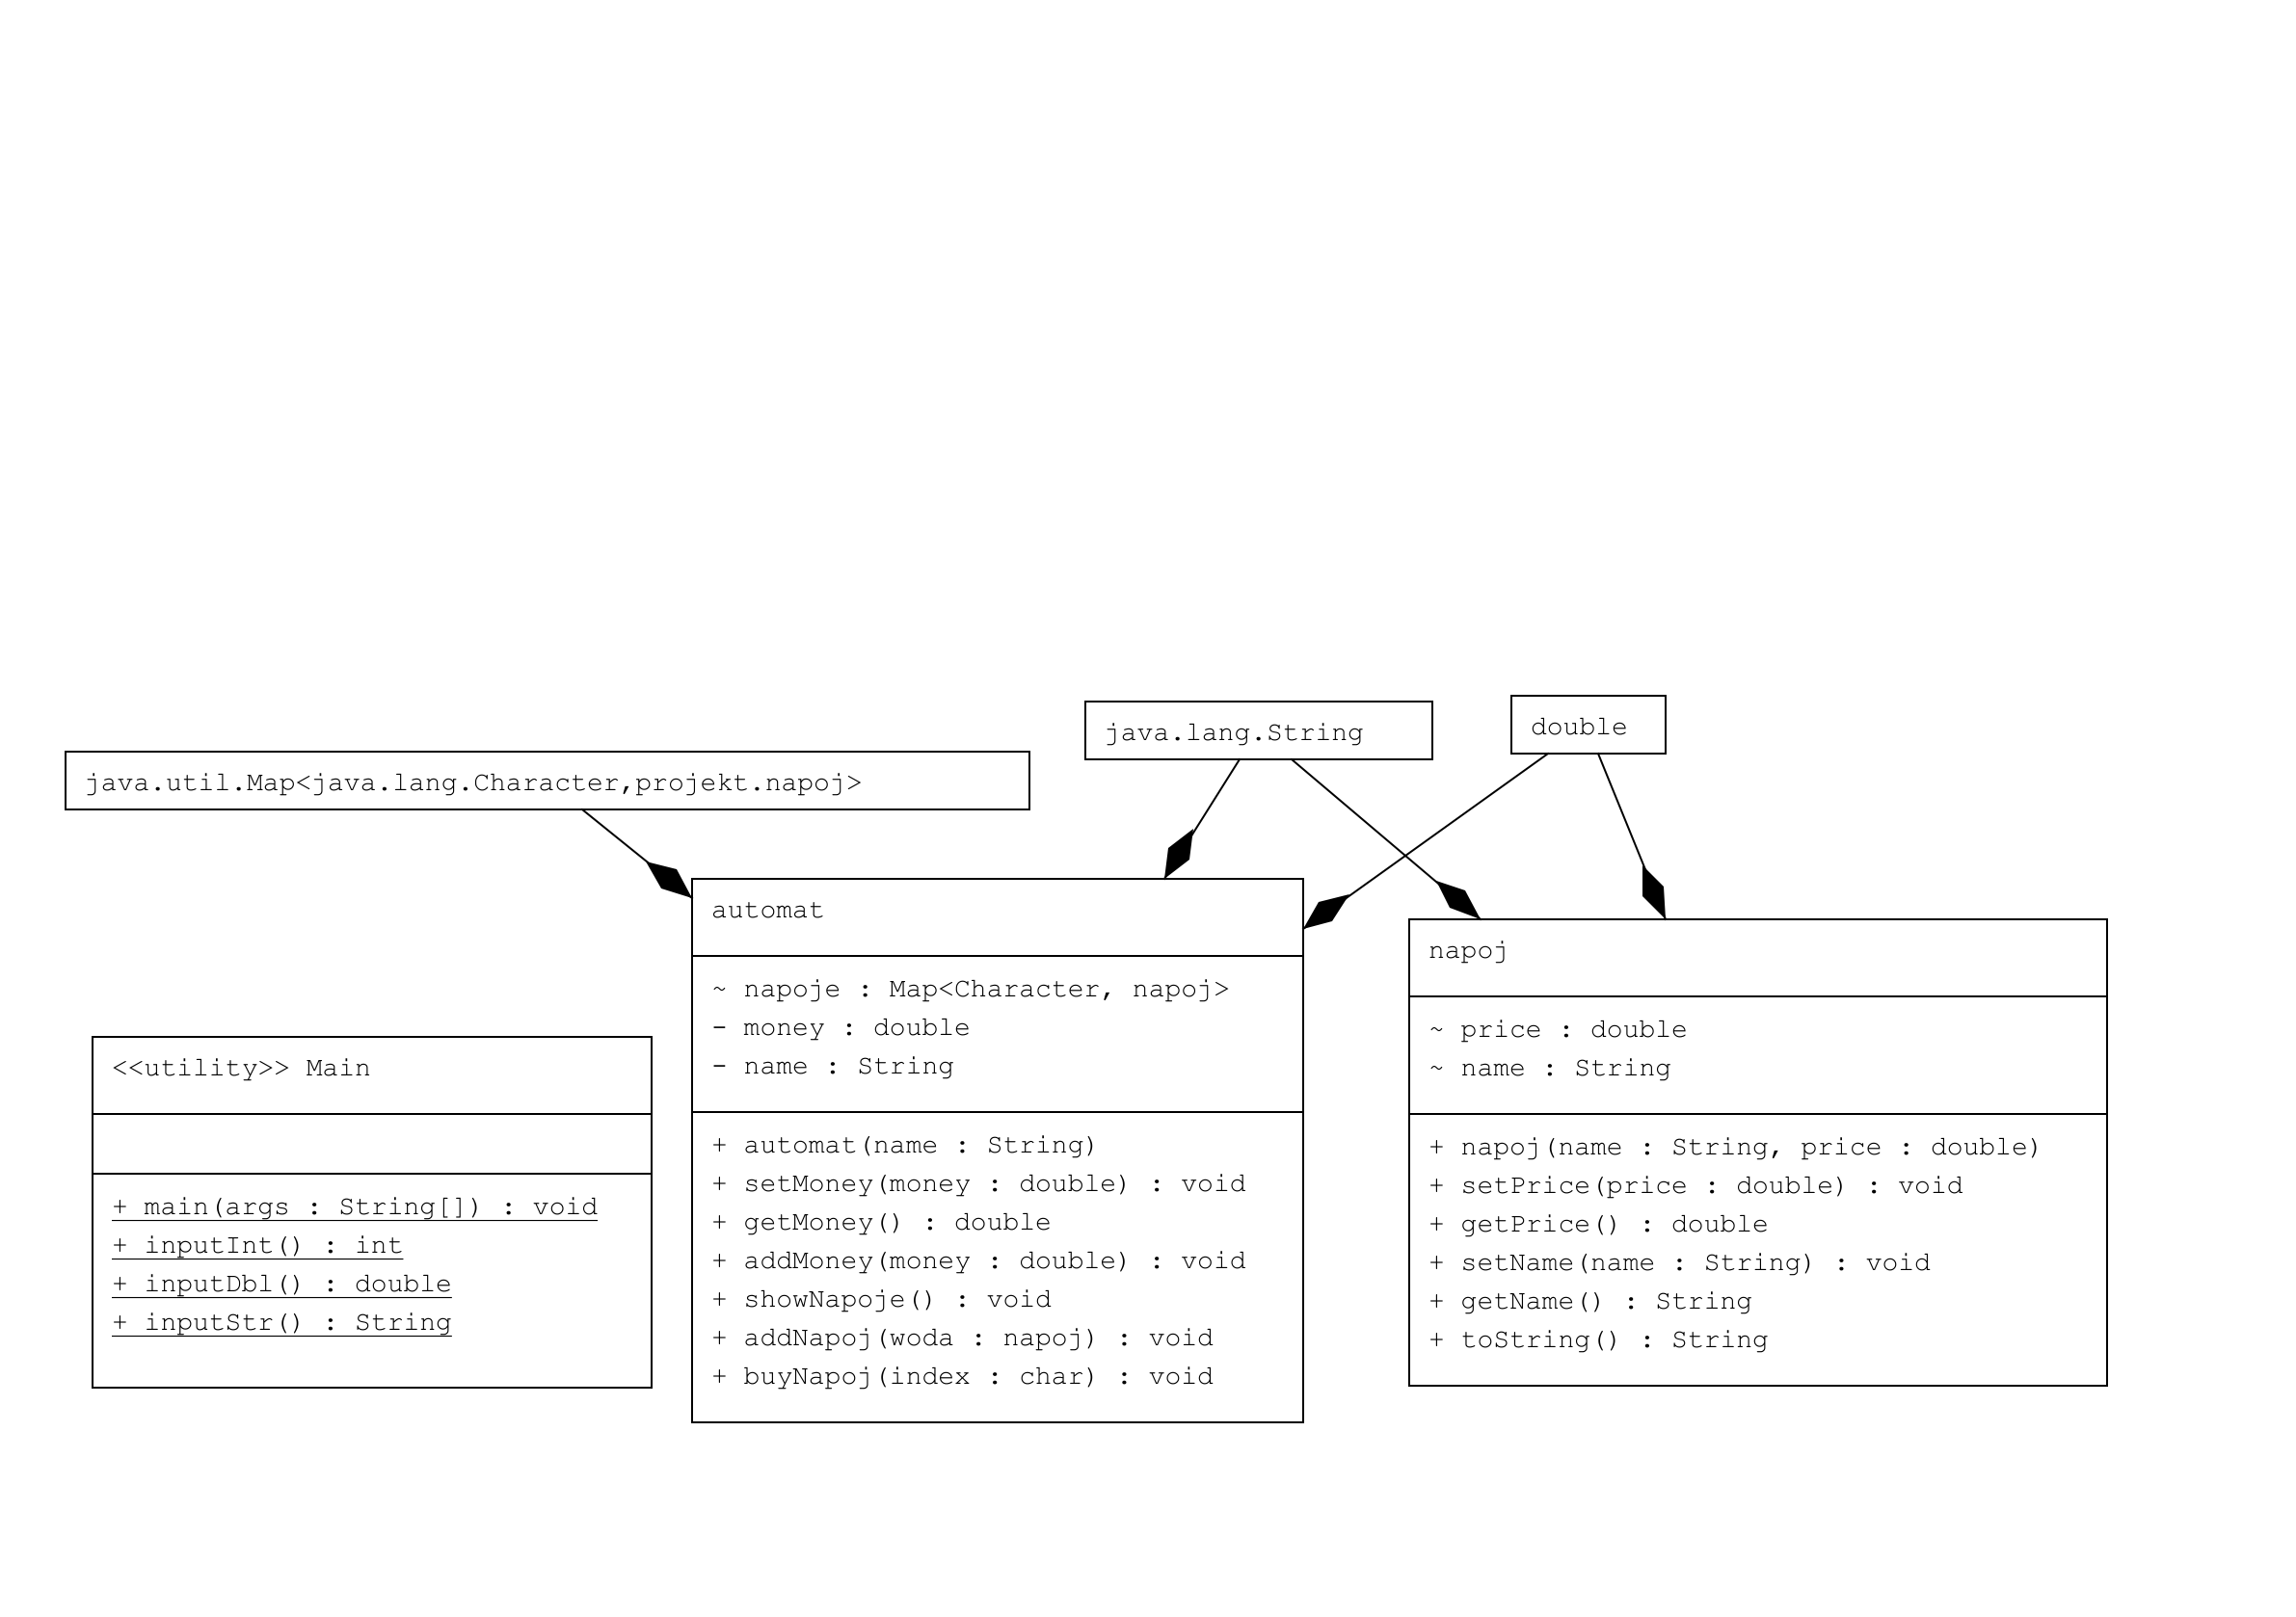 java.lang.String
double
java.util.Map<java.lang.Character,projekt.napoj>
automat
~ napoje : Map<Character, napoj>
- money : double
- name : String
+ automat(name : String)
+ setMoney(money : double) : void
+ getMoney() : double
+ addMoney(money : double) : void
+ showNapoje() : void
+ addNapoj(woda : napoj) : void
+ buyNapoj(index : char) : void
napoj
~ price : double
~ name : String
+ napoj(name : String, price : double)
+ setPrice(price : double) : void
+ getPrice() : double
+ setName(name : String) : void
+ getName() : String
+ toString() : String
<<utility>> Main
+ main(args : String[]) : void
+ inputInt() : int
+ inputDbl() : double
+ inputStr() : String